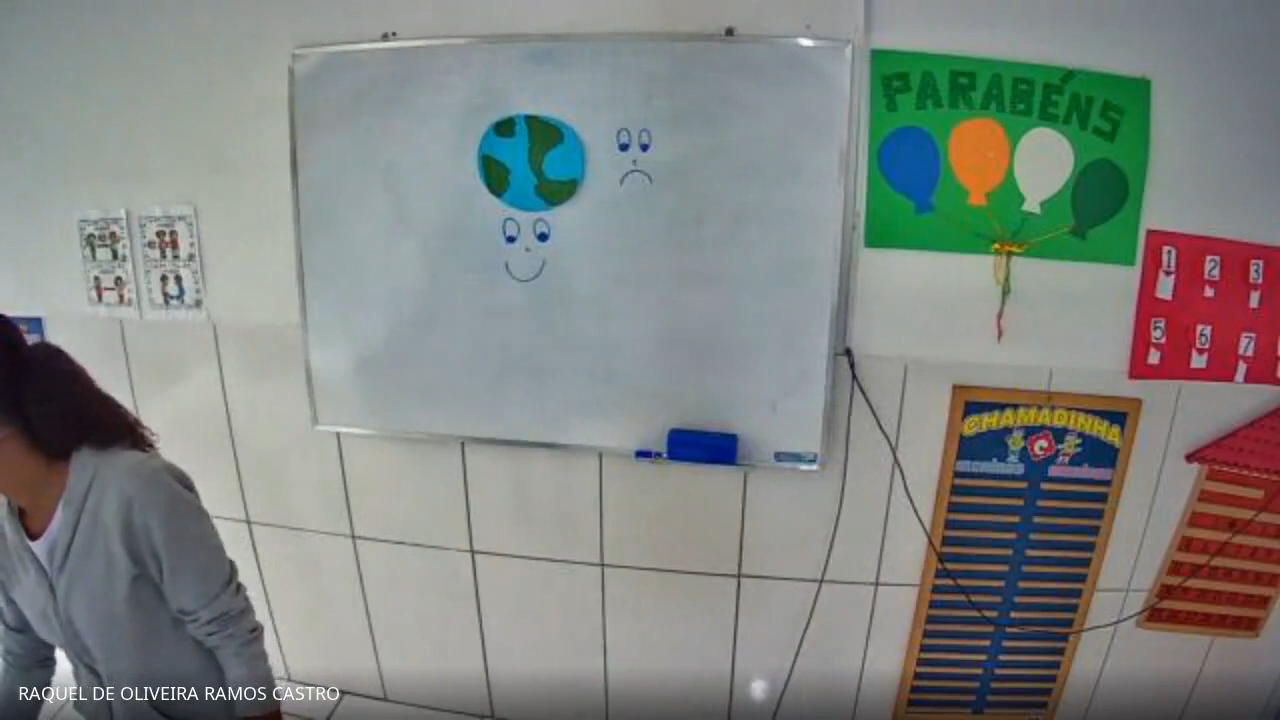 PARABÉNS
1 2 3
5 6 7
CHAMADINHA
RAQUEL DE OLIVEIRA RAMOS CASTRO